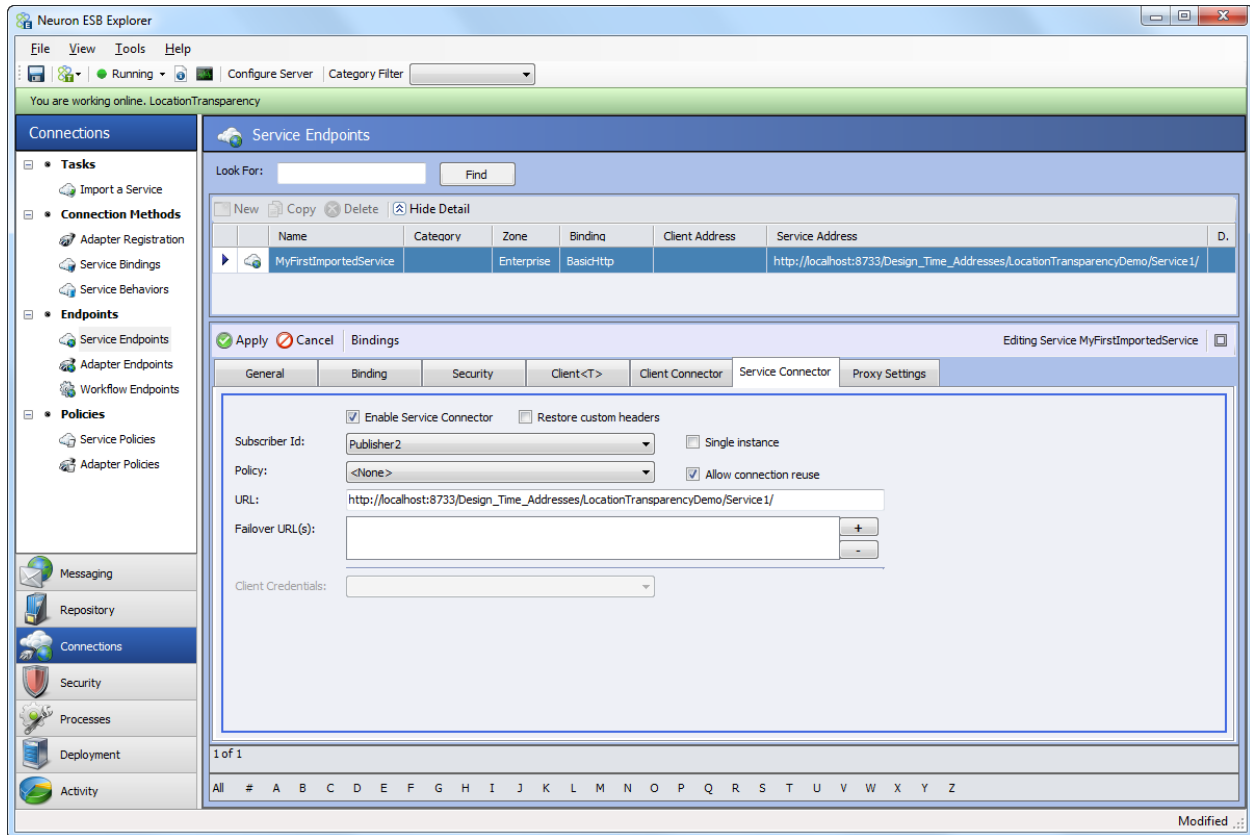 Neuron ESB Explorer
File View Tools Help
Running Configure Server Category Filter
You are working online. LocationTransparency
Connections
Tasks
Import a Service
Connection Methods
Adapter Registration
Service Bindings
Service Behaviors
Endpoints
Service Endpoints
Adapter Endpoints
Workflow Endpoints
Policies
Service Policies
Adapter Policies
Messaging
Repository
Connections
Security
Processes
Deployment
Activity
Service Endpoints
Look For: Find
New Copy Delete Hide Detail
Name Category Zone Binding Client Address Service Address D.
MyFirstImportedService Enterprise BasicHttp http://localhost:8733/Design_Time_Addresses/LocationTransparencyDemo/Service1/
Apply Cancel Bindings Editing Service MyFirstImportedService
General Binding Security Client<T> Client Connector Service Connector Proxy Settings
Enable Service Connector Restore custom headers
Subscriber Id: Publisher2 Single instance
Policy: <None> Allow connection reuse
URL: http://localhost:8733/Design_Time_Addresses/LocationTransparencyDemo/Service1/
Failover URL(s): +
-
Client Credentials:
1 of 1
All # A B C D E F G H I J K L M N O P Q R S T U V W X Y Z
Modified